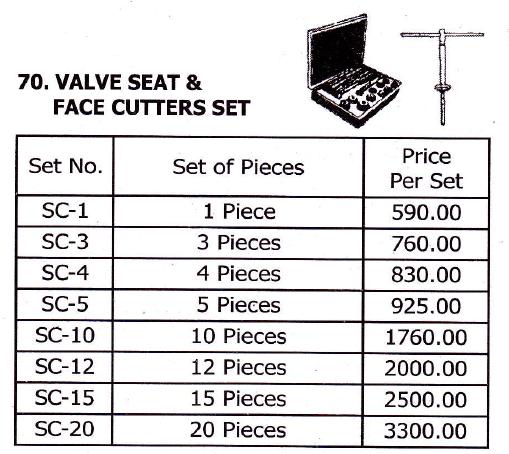 70. VALVE SEAT &
FACE CUTTERS SET
Set No. Set of Pieces Price Per Set
SC-1 1 Piece 590.00
SC-3 3 Pieces 760.00
SC-4 4 Pieces 830.00
SC-5 5 Pieces 925.00
SC-10 10 Pieces 1760.00
SC-12 12 Pieces 2000.00
SC-15 15 Pieces 2500.00
SC-20 20 Pieces 3300.00